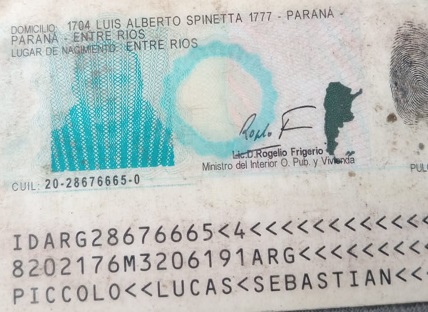 DOMICILIO: 1704 LUIS ALBERTO SPINETTA 1777 - PARANÁ -
PARANÁ - ENTRE RIOS
LUGAR DE NACIMIENTO: ENTRE RIOS
Lic.D.Rogelio Frigerio
Ministro del Interior O. Pub. y Vivienda
CUIL: 20-28676665-0
IDARG28676665<4<<<<<<<<<<<<
8202176M3206191ARG<<<<<<<<
PICCOLO<<LUCAS<SEBASTIAN<<